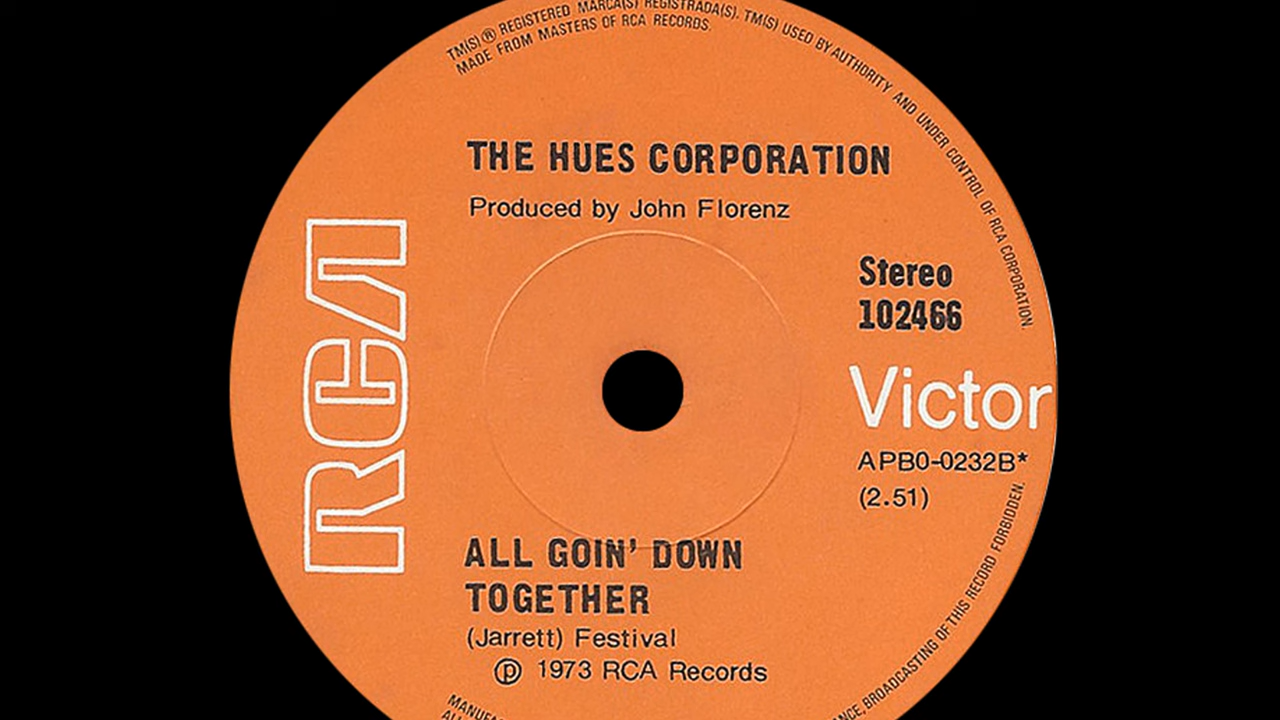 TM(S) ® REGISTERED MARCA(S) REGISTRADA(S). TM(S) USED BY AUTHORITY AND UNDER CONTROL OF RCA CORPORATION.
MADE FROM MASTERS OF RCA RECORDS.
THE HUES CORPORATION
Produced by John Florenz
RCA
Stereo
102466
Victor
APB0-0232B*
(2.51)
ALL GOIN' DOWN
TOGETHER
(Jarrett) Festival
℗ 1973 RCA Records
BROADCASTING OF THIS RECORD FORBIDDEN.